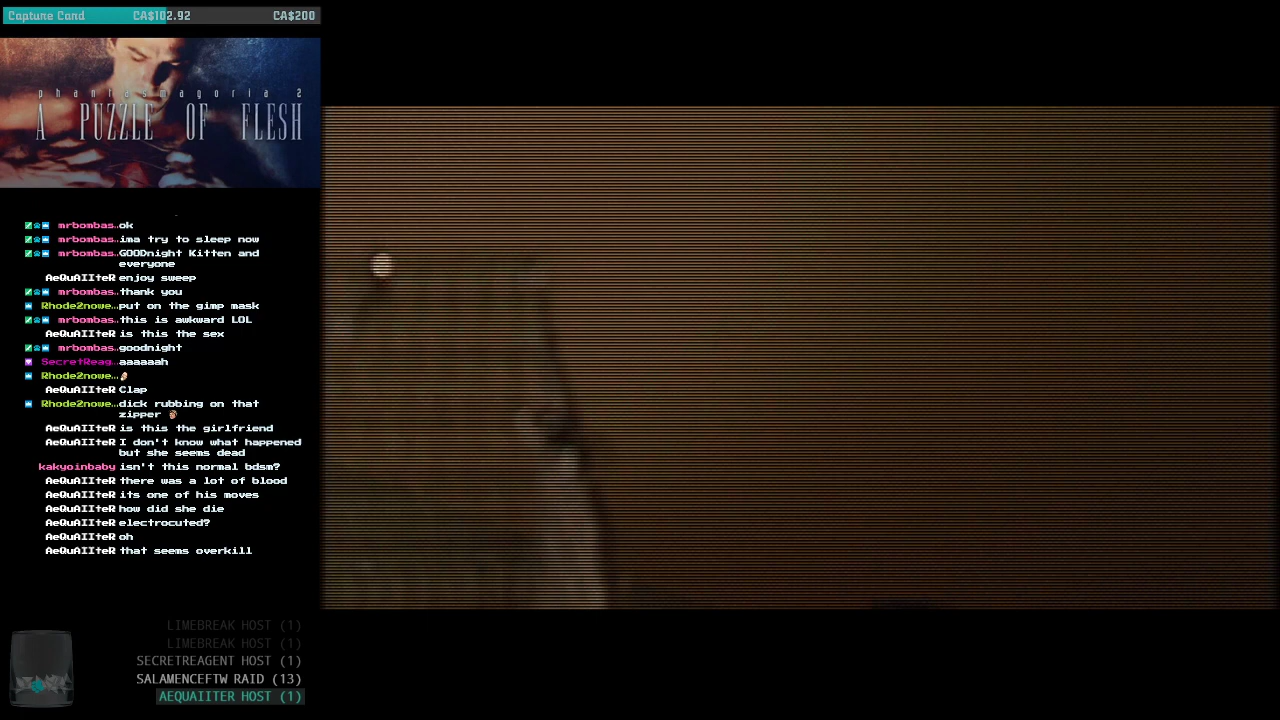 Capture Cand CA$102.92 CA$200
phantasmagoria 2
A PUZZLE OF FLESH
mrbombas..ok
mrbombas..ima try to sleep now
mrbombas..GOODnight Kitten and
everyone
AeQuAIIteR enjoy sweep
mrbombas..thank you
Rhode2nowe..put on the gimp mask
mrbombas..this is awkward LOL
AeQuAIIteR is this the sex
mrbombas..goodnight
SecretReag..aaaaaah
Rhode2nowe..
AeQuAIIteR Clap
Rhode2nowe..dick rubbing on that
zipper
AeQuAIIteR is this the girlfriend
AeQuAIIteR I don't know what happened
but she seems dead
kakyoinbaby isn't this normal bdsm?
AeQuAIIteR there was a lot of blood
AeQuAIIteR its one of his moves
AeQuAIIteR how did she die
AeQuAIIteR electrocuted?
AeQuAIIteR oh
AeQuAIIteR that seems overkill
LIMEBREAK HOST (1)
LIMEBREAK HOST (1)
SECRETREAGENT HOST (1)
SALAMENCEFTW RAID (13)
AEQUAIITER HOST (1)